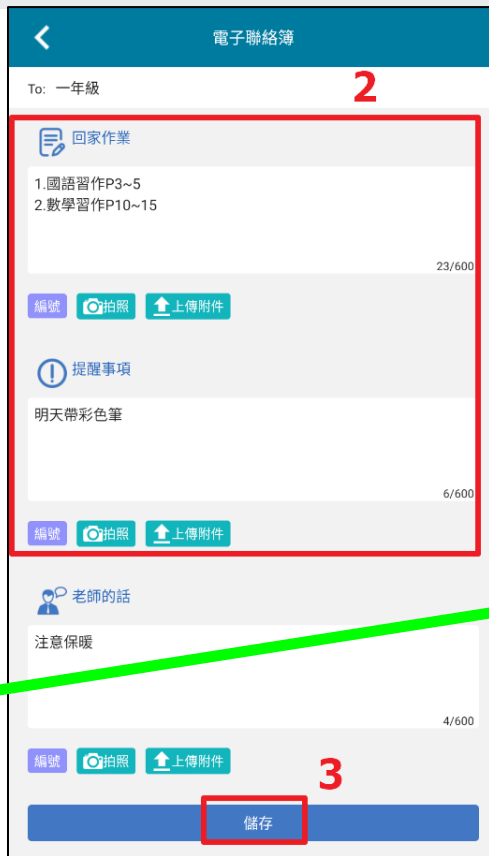 電子聯絡簿
To: 一年級
2
回家作業
1.國語習作P3~5
2.數學習作P10~15
23/600
編號 拍照 上傳附件
提醒事項
明天帶彩色筆
6/600
編號 拍照 上傳附件
老師的話
注意保暖
4/600
編號 拍照 上傳附件
3
儲存